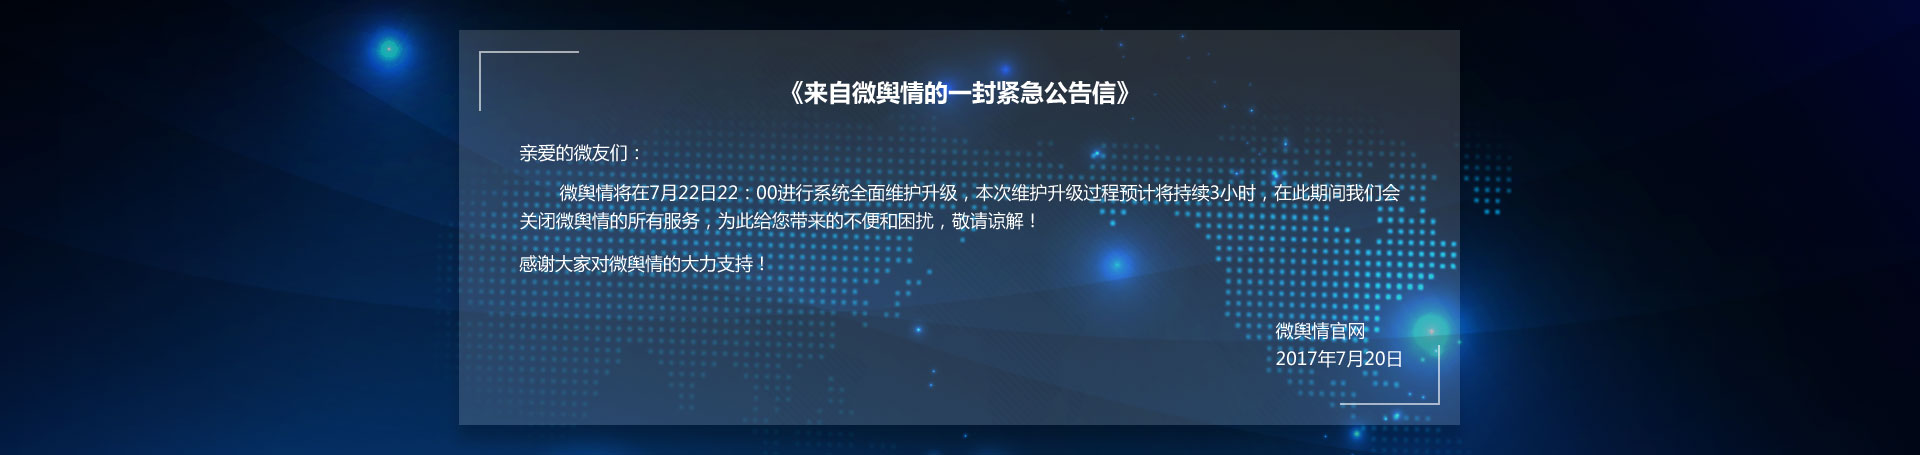 《来自微舆情的一封紧急公告信》
亲爱的微友们：
微舆情将在7月22日22：00进行系统全面维护升级，本次维护升级过程预计将持续3小时，在此期间我们会
关闭微舆情的所有服务，为此给您带来的不便和困扰，敬请谅解！
感谢大家对微舆情的大力支持！
微舆情官网
2017年7月20日